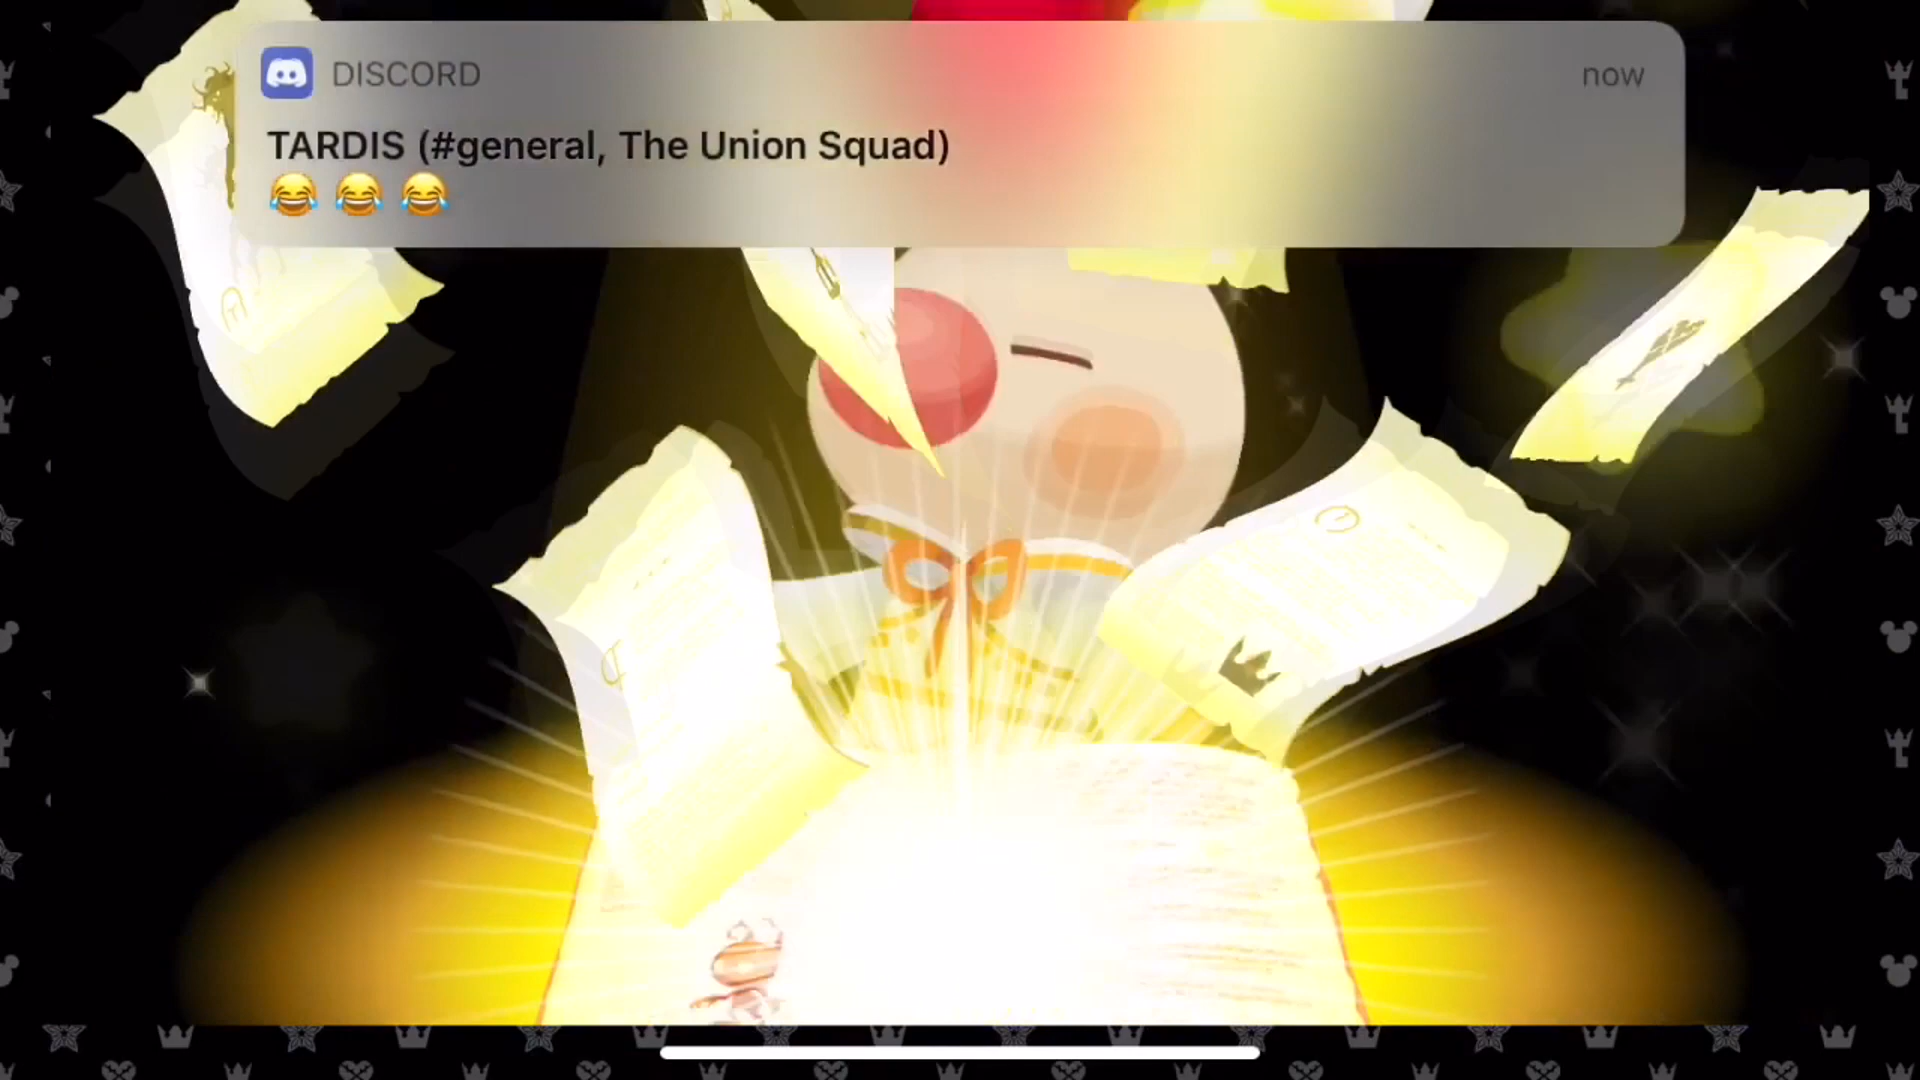 DISCORD
now
TARDIS (#general, The Union Squad)
😂 😂 😂